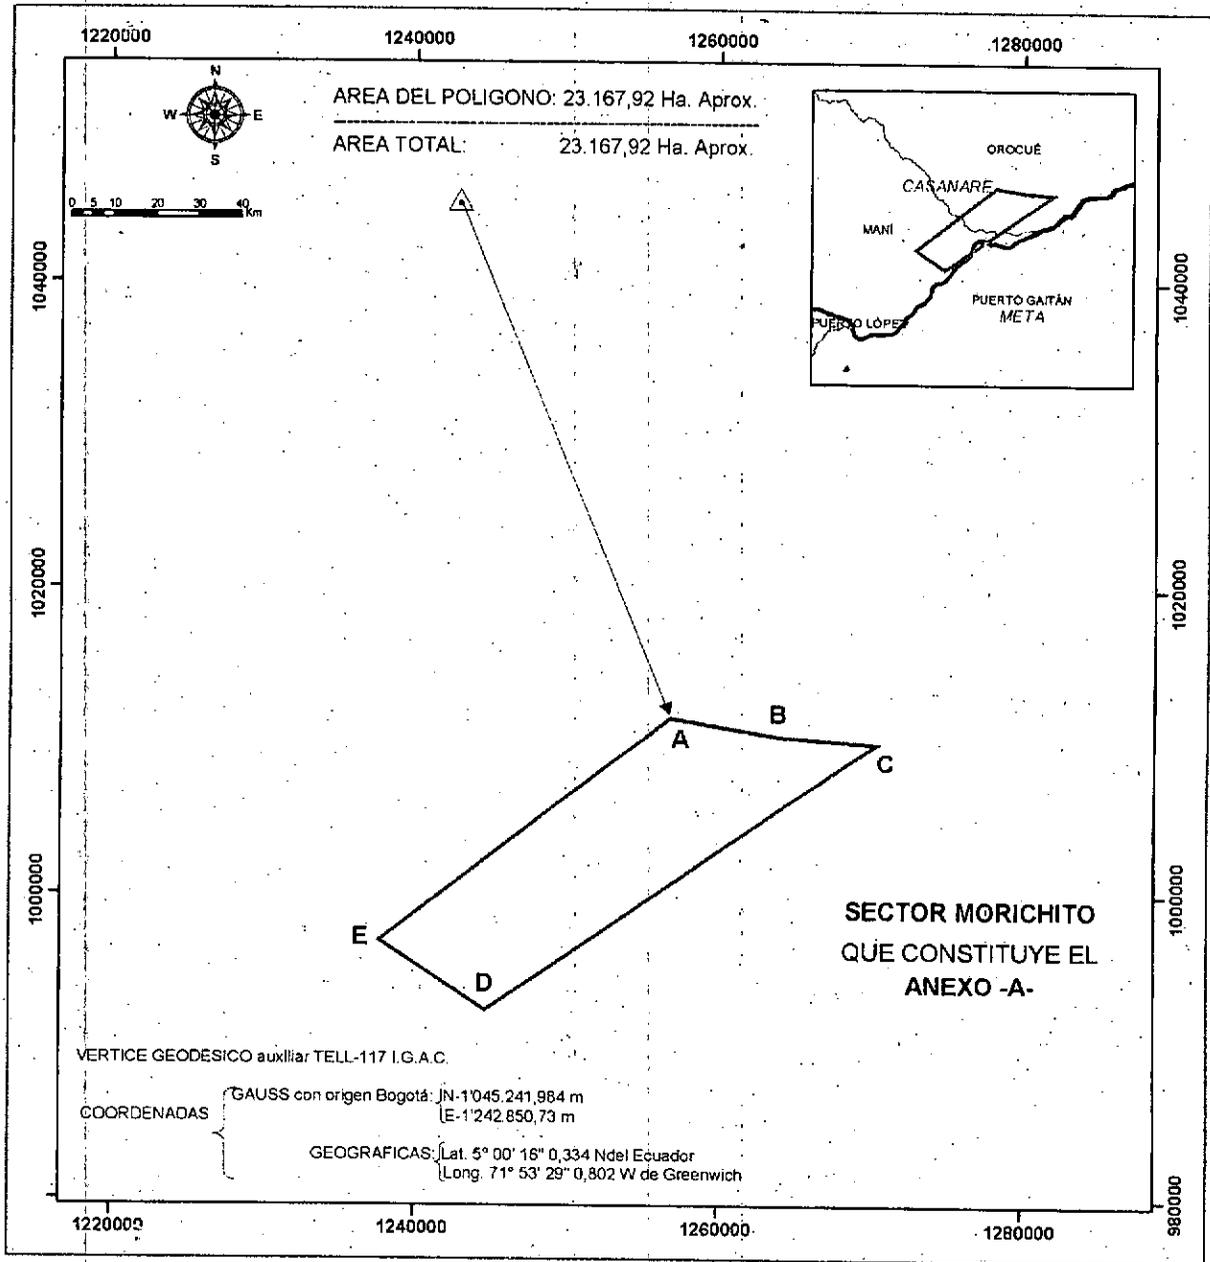 1220000
1240000
1260000
1280000
N
W
E
S
AREA DEL POLIGONO: 23.167,92 Ha. Aprox.
AREA TOTAL: 23.167,92 Ha. Aprox.
0 5 10 20 30 40 Km
OROCUÉ
CASANARE
MANÍ
PUERTO GAITÁN
META
PUERTO LÓPEZ
1040000
1040000
1020000
1020000
1000000
1000000
980000
A
B
C
D
E
SECTOR MORICHITO
QUE CONSTITUYE EL
ANEXO -A-
VERTICE GEODESICO auxiliar TELL-117 I.G.A.C.
COORDENADAS
GAUSS con origen Bogotá: N-1'045.241,984 m
E-1'242.850,73 m
GEOGRAFICAS: Lat. 5° 00' 16" 0,334 Ndel Ecuador
Long. 71° 53' 29" 0,802 W de Greenwich
1220000
1240000
1260000
1280000